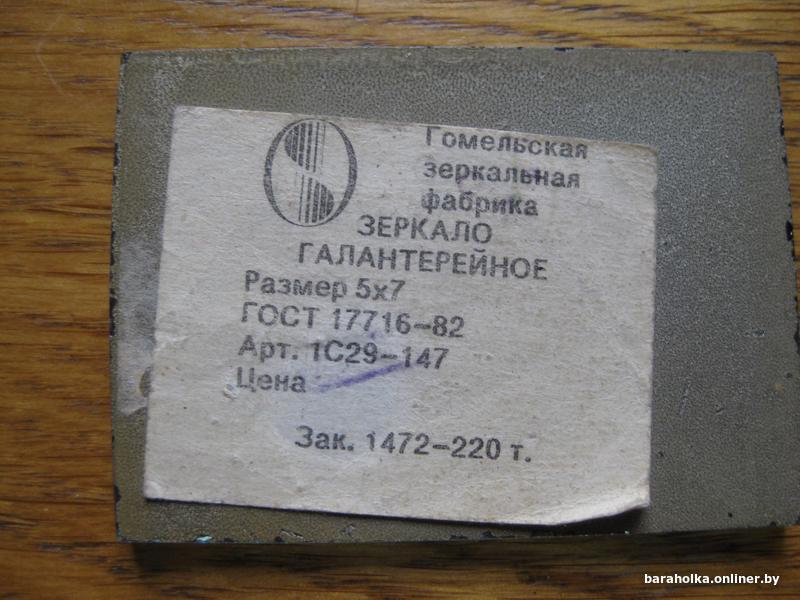 Гомельская
зеркальная
фабрика
ЗЕРКАЛО
ГАЛАНТЕРЕЙНОЕ
Размер 5х7
ГОСТ 17716–82
Арт. 1С29–147
Цена
Зак. 1472–220 т.
baraholka.onliner.by